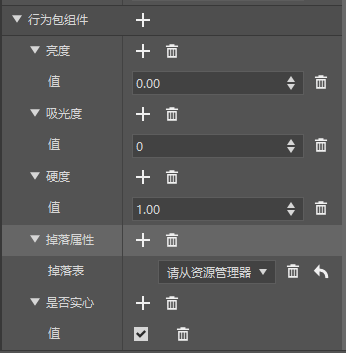 行为包组件
亮度
值 0.00
吸光度
值 0
硬度
值 1.00
掉落属性
掉落表 请从资源管理器
是否实心
值